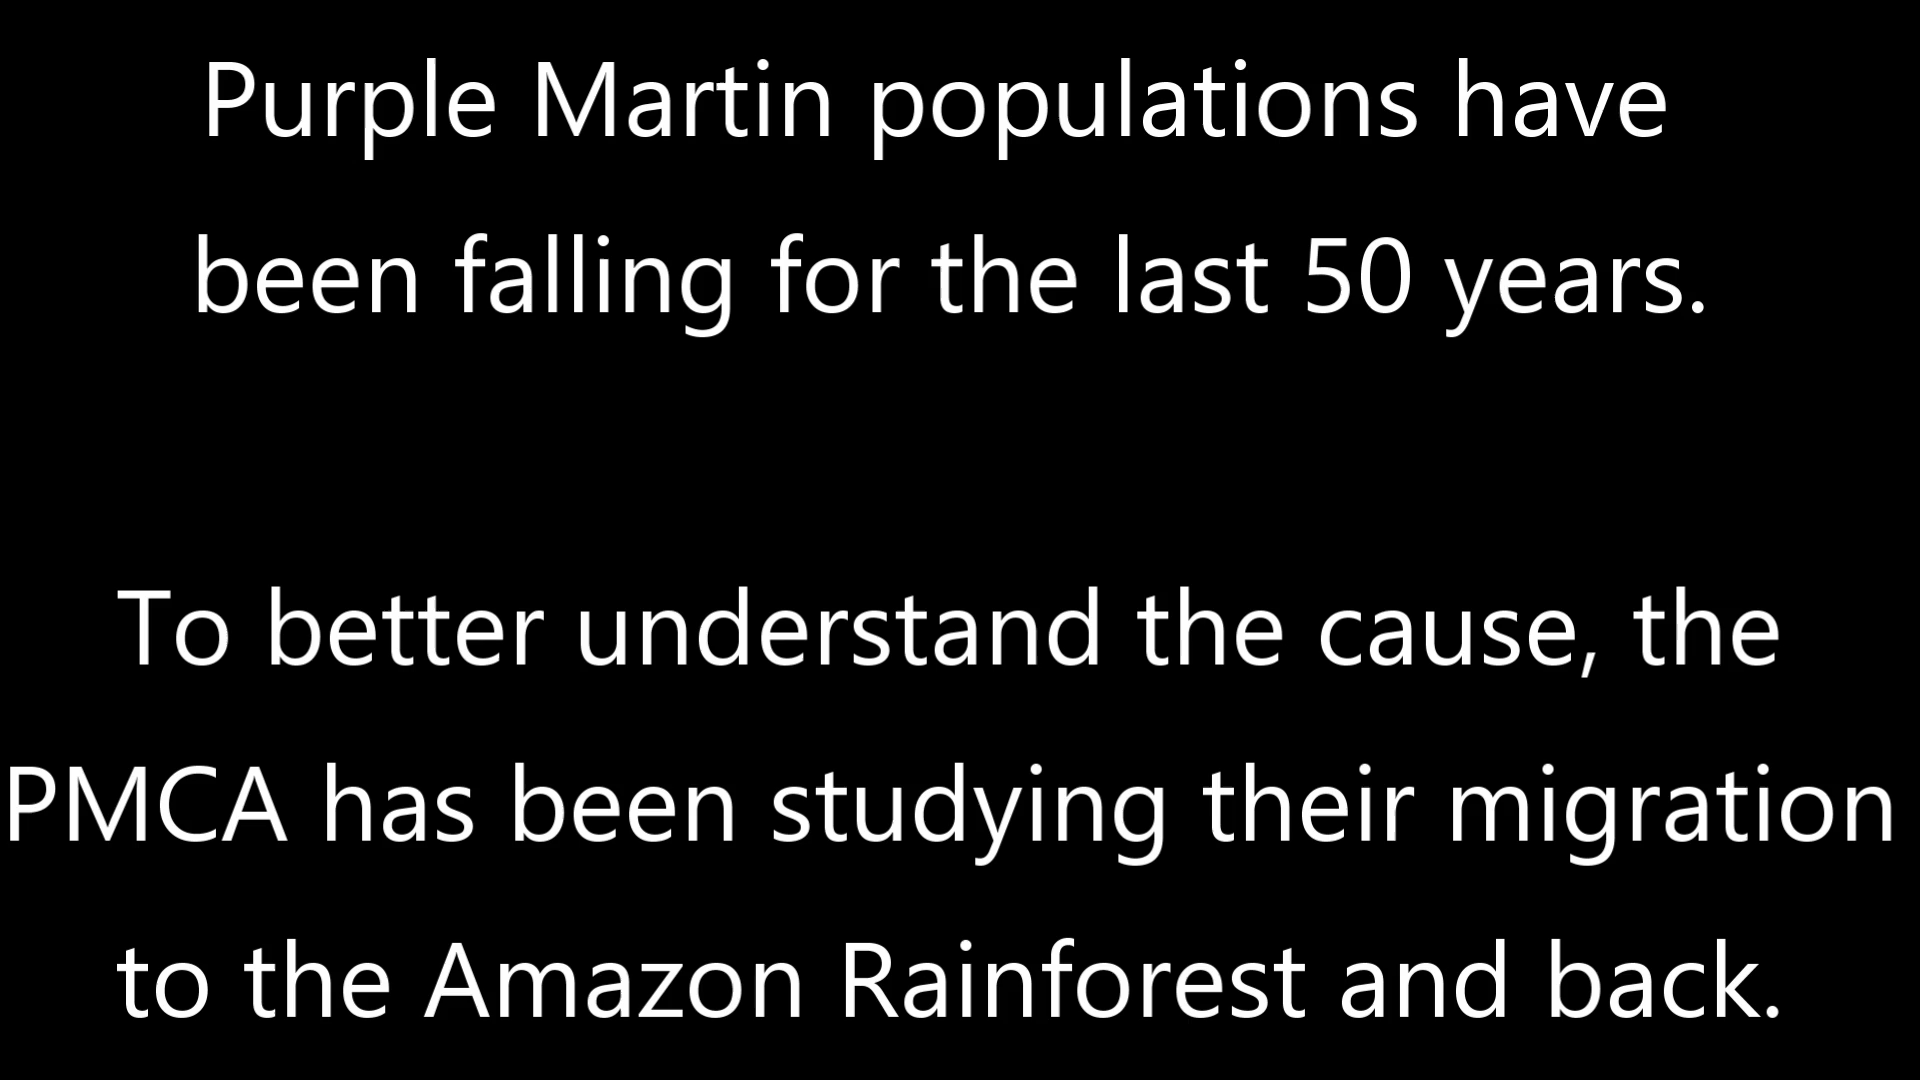 Purple Martin populations have
been falling for the last 50 years.
To better understand the cause, the
PMCA has been studying their migration
to the Amazon Rainforest and back.